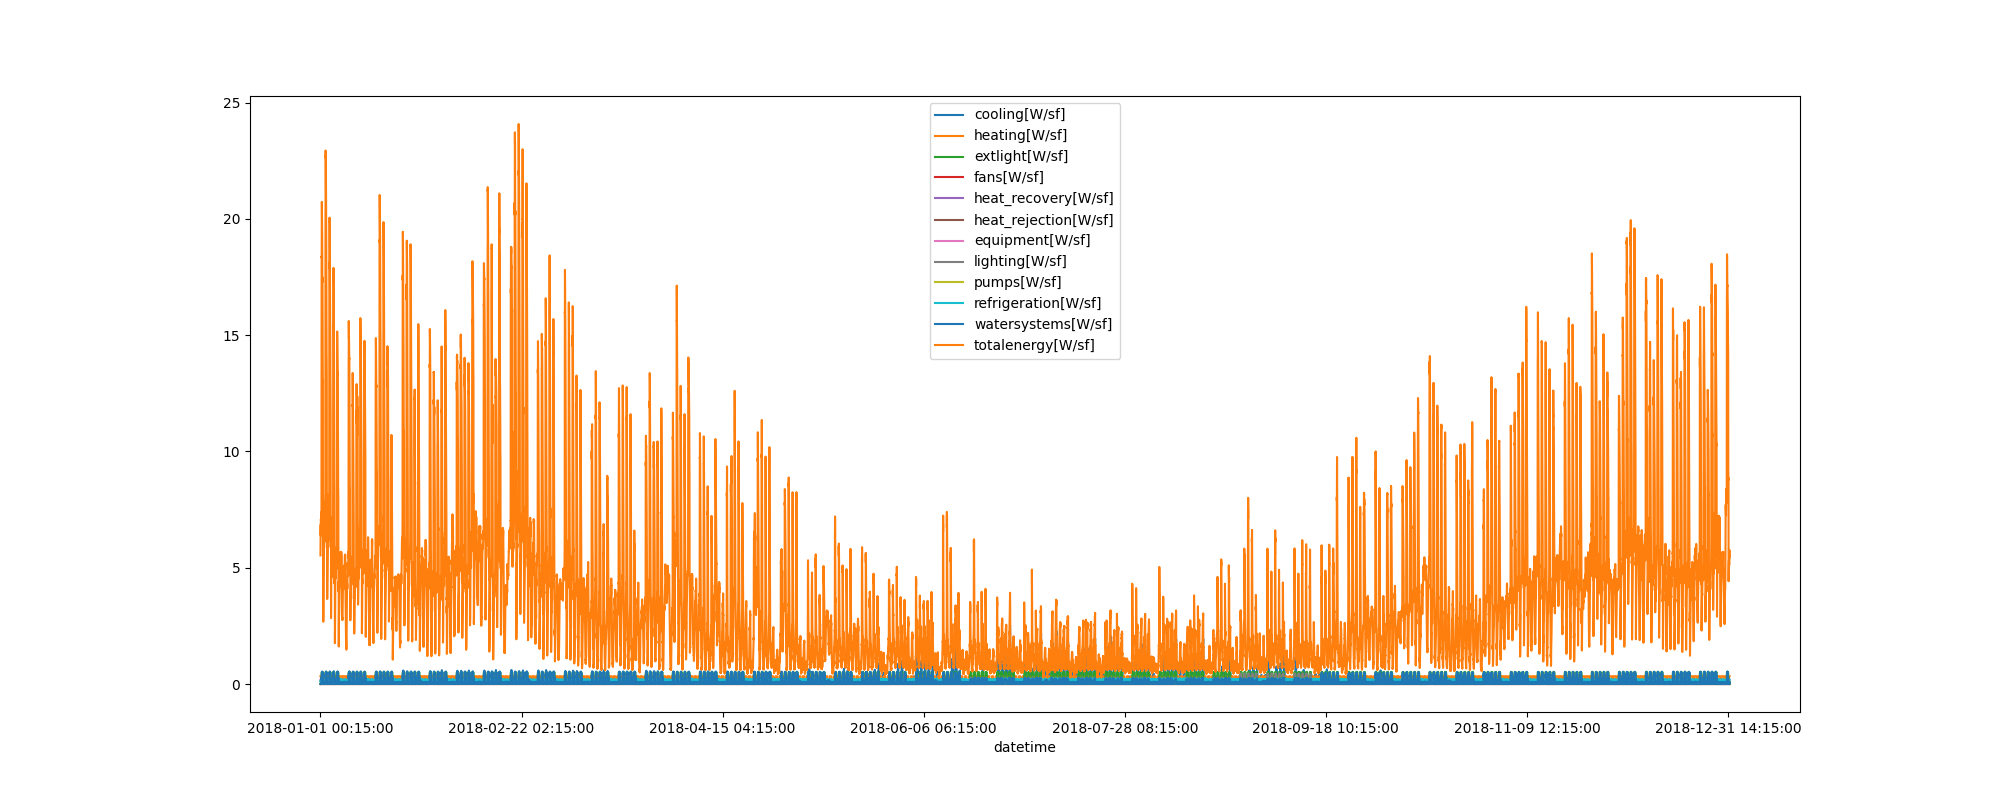 25
20
15
10
5
0
cooling[W/sf]
heating[W/sf]
extlight[W/sf]
fans[W/sf]
heat_recovery[W/sf]
heat_rejection[W/sf]
equipment[W/sf]
lighting[W/sf]
pumps[W/sf]
refrigeration[W/sf]
watersystems[W/sf]
totalenergy[W/sf]
2018-01-01 00:15:00 2018-02-22 02:15:00 2018-04-15 04:15:00 2018-06-06 06:15:00 2018-07-28 08:15:00 2018-09-18 10:15:00 2018-11-09 12:15:00 2018-12-31 14:15:00
datetime